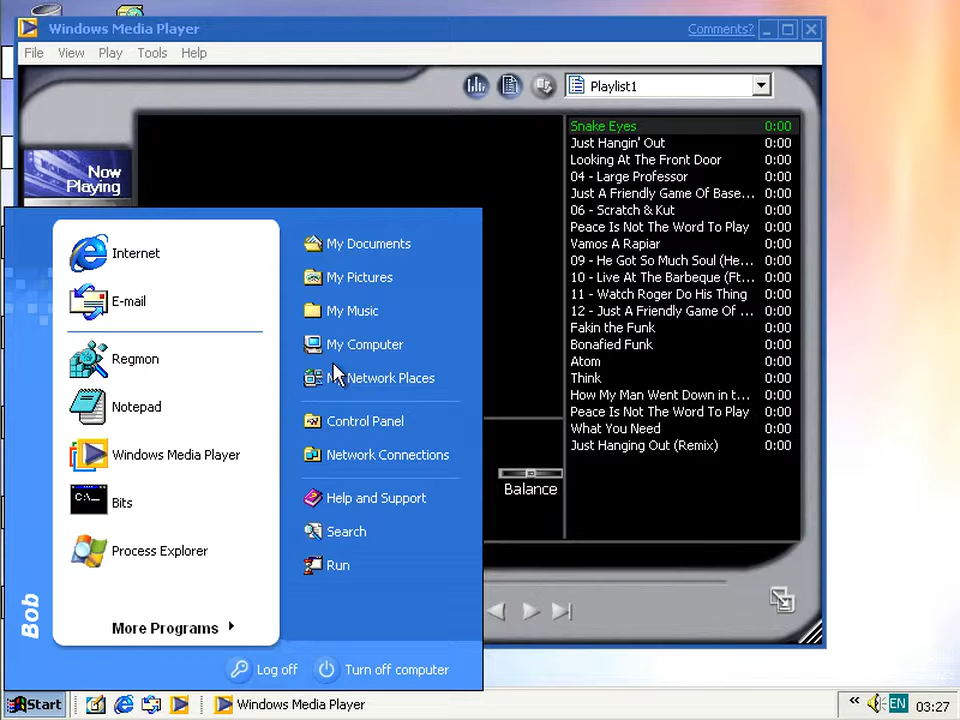 Windows Media Player
Comments?
File View Play Tools Help
Playlist1
Now
Playing
Snake Eyes 0:00
Just Hangin' Out 0:00
Looking At The Front Door 0:00
04 - Large Professor 0:00
Just A Friendly Game Of Base... 0:00
06 - Scratch & Kut 0:00
Peace Is Not The Word To Play 0:00
Vamos A Rapiar 0:00
09 - He Got So Much Soul (He... 0:00
10 - Live At The Barbeque (Ft... 0:00
11 - Watch Roger Do His Thing 0:00
12 - Just A Friendly Game Of ... 0:00
Fakin the Funk 0:00
Bonafied Funk 0:00
Atom 0:00
Think 0:00
How My Man Went Down in t... 0:00
Peace Is Not The Word To Play 0:00
What You Need 0:00
Just Hanging Out (Remix) 0:00
Balance
Internet
E-mail
Regmon
Notepad
Windows Media Player
C:\_
Bits
Process Explorer
More Programs
My Documents
My Pictures
My Music
My Computer
Network Places
Control Panel
Network Connections
Help and Support
Search
Run
Bob
Log off
Turn off computer
Start
Windows Media Player
EN
03:27